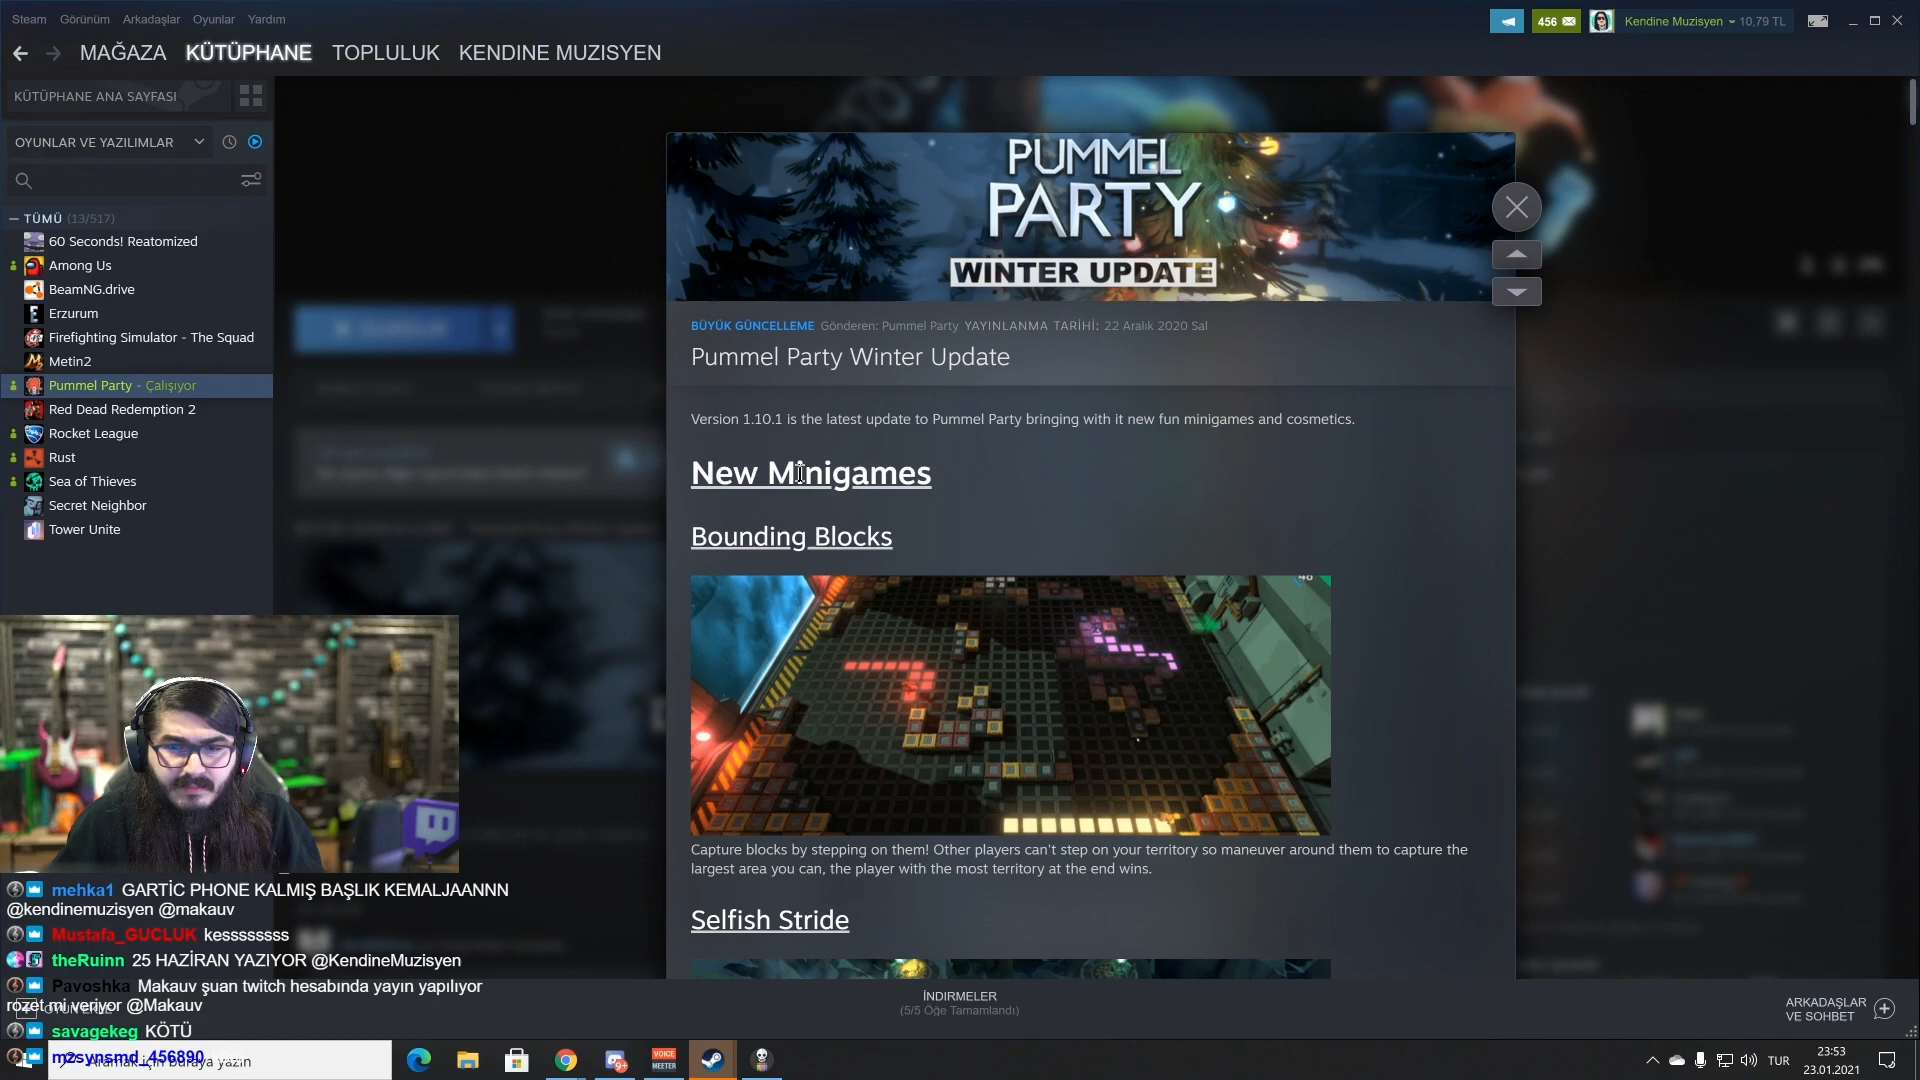 Steam Görünüm Arkadaşlar Oyunlar Yardım
456 Kendine Muzisyen 10,79 TL
MAĞAZA KÜTÜPHANE TOPLULUK KENDINE MUZISYEN
KÜTÜPHANE ANA SAYFASI
OYUNLAR VE YAZILIMLAR
TÜMÜ (13/517)
60 Seconds! Reatomized
Among Us
BeamNG.drive
Erzurum
Firefighting Simulator - The Squad
Metin2
Pummel Party - Çalışıyor
Red Dead Redemption 2
Rocket League
Rust
Sea of Thieves
Secret Neighbor
Tower Unite
PUMMEL
PARTY
WINTER UPDATE
BÜYÜK GÜNCELLEME Gönderen: Pummel Party YAYINLANMA TARİHİ: 22 Aralık 2020 Sal
Pummel Party Winter Update
Version 1.10.1 is the latest update to Pummel Party bringing with it new fun minigames and cosmetics.
New Minigames
Bounding Blocks
Capture blocks by stepping on them! Other players can't step on your territory so maneuver around them to capture the
largest area you can, the player with the most territory at the end wins.
Selfish Stride
mehka1 GARTİC PHONE KALMIŞ BAŞLIK KEMALJAANNN
@kendinemuzisyen @makauv
Mustafa_GUCLUK kesssssssss
theRuinn 25 HAZİRAN YAZIYOR @KendineMuzisyen
Pavoshka Makauv şuan twitch hesabında yayın yapılıyor
rozet mi veriyor @Makauv
savagekeg KÖTÜ
mzsynsmd_456890
Aramak için buraya yazın
İNDIRMELER
(5/5 Öğe Tamamlandı)
ARKADAŞLAR
VE SOHBET
VOICE
MEETER
TUR
23:53
23.01.2021